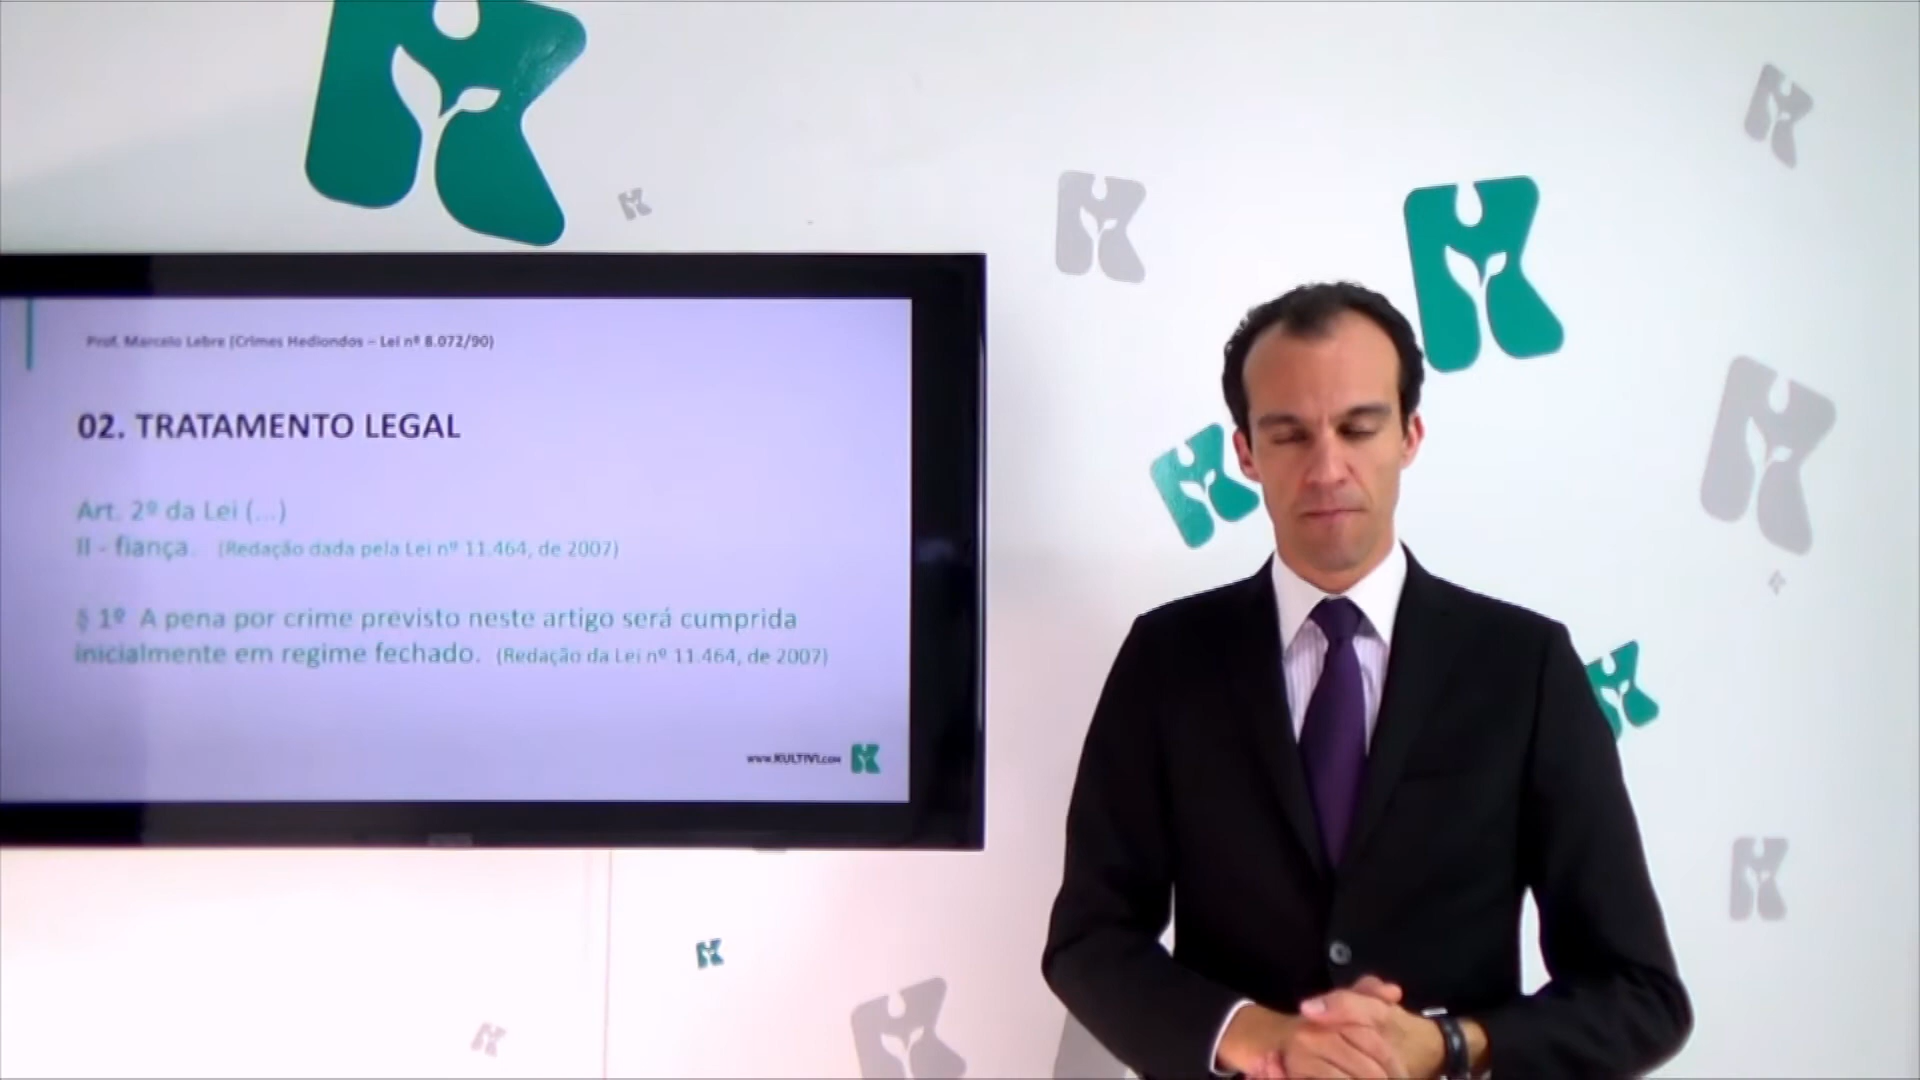 Prof. Marcelo Lebre (Crimes Hediondos – Lei nº 8.072/90)
02. TRATAMENTO LEGAL
Art. 2º da Lei (...)
II - fiança. (Redação dada pela Lei nº 11.464, de 2007)
§ 1º A pena por crime previsto neste artigo será cumprida
inicialmente em regime fechado. (Redação da Lei nº 11.464, de 2007)
www.KULTIVI.com